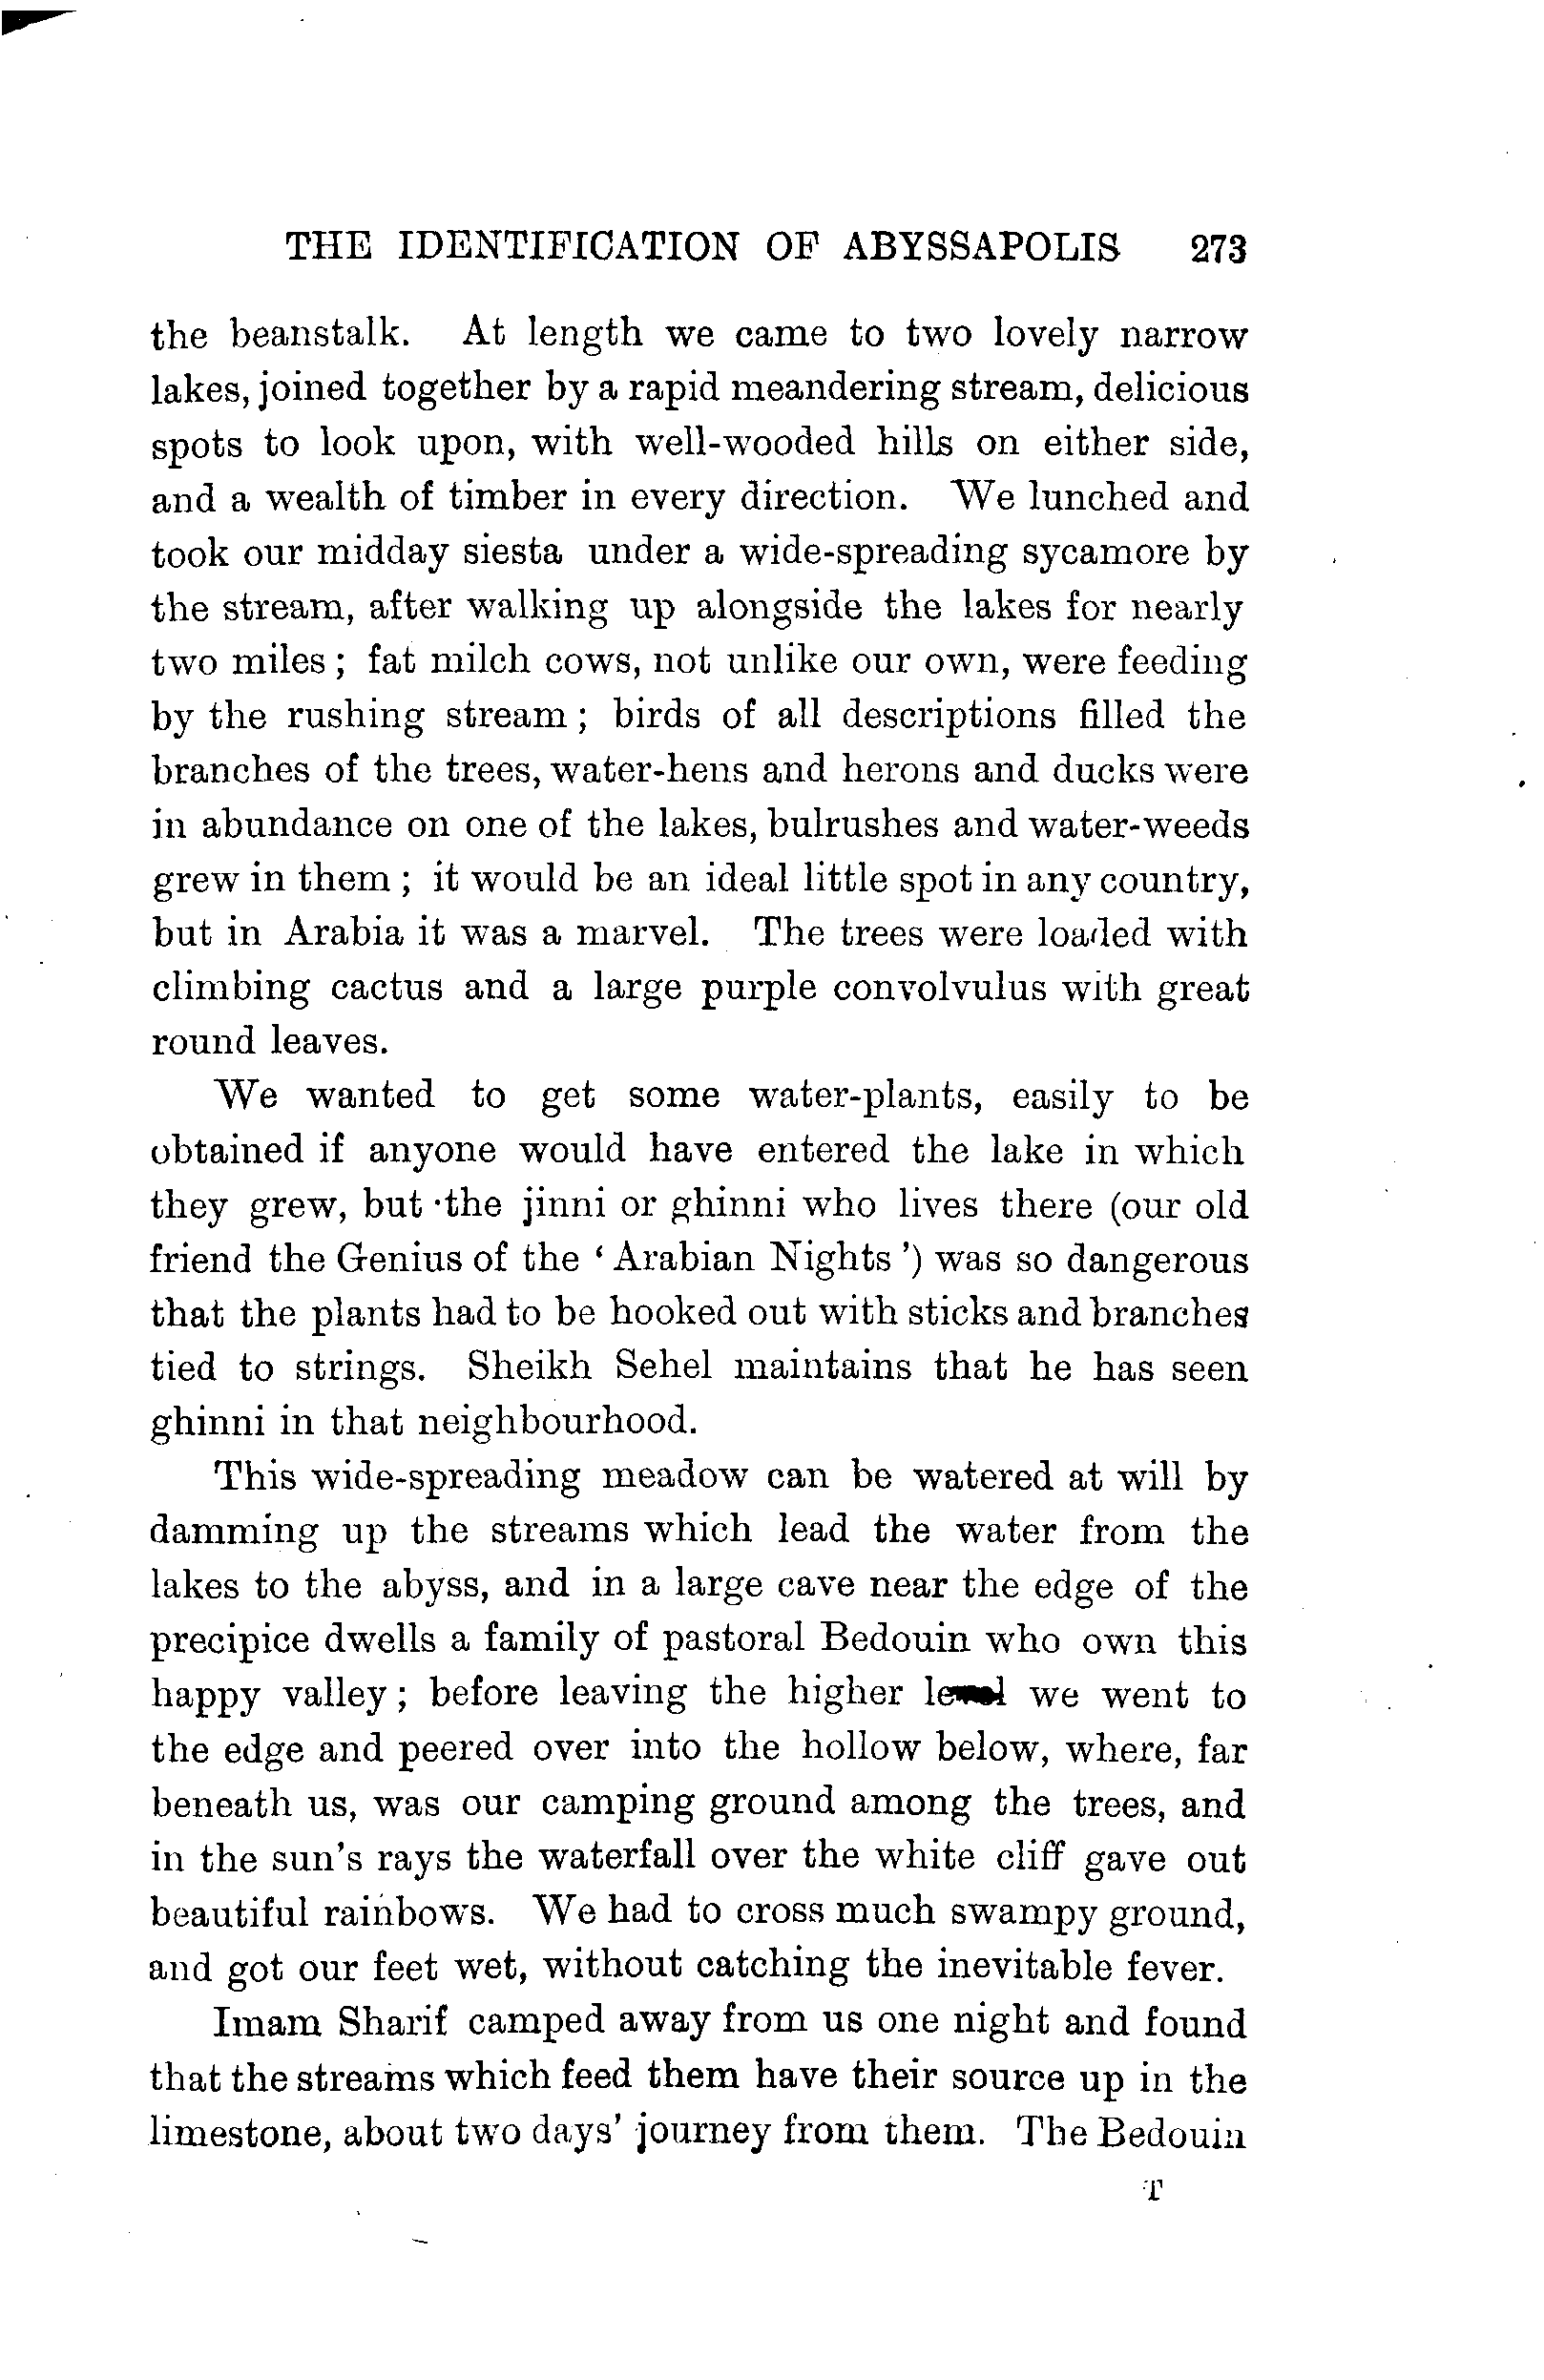 THE IDENTIFICATION OF ABYSSAPOLIS 273
the beanstalk. At length we came to two lovely narrow
lakes, joined together by a rapid meandering stream, delicious
spots to look upon, with well-wooded hills on either side,
and a wealth of timber in every direction. We lunched and
took our midday siesta under a wide-spreading sycamore by
the stream, after walking up alongside the lakes for nearly
two miles ; fat milch cows, not unlike our own, were feeding
by the rushing stream ; birds of all descriptions filled the
branches of the trees, water-hens and herons and ducks were
in abundance on one of the lakes, bulrushes and water-weeds
grew in them ; it would be an ideal little spot in any country,
but in Arabia it was a marvel. The trees were loaded with
climbing cactus and a large purple convolvulus with great
round leaves.
We wanted to get some water-plants, easily to be
obtained if anyone would have entered the lake in which
they grew, but the jinni or ghinni who lives there (our old
friend the Genius of the ‘ Arabian Nights ’) was so dangerous
that the plants had to be hooked out with sticks and branches
tied to strings. Sheikh Sehel maintains that he has seen
ghinni in that neighbourhood.
This wide-spreading meadow can be watered at will by
damming up the streams which lead the water from the
lakes to the abyss, and in a large cave near the edge of the
precipice dwells a family of pastoral Bedouin who own this
happy valley ; before leaving the higher level we went to
the edge and peered over into the hollow below, where, far
beneath us, was our camping ground among the trees, and
in the sun's rays the waterfall over the white cliff gave out
beautiful rainbows. We had to cross much swampy ground,
and got our feet wet, without catching the inevitable fever.
Imam Sharif camped away from us one night and found
that the streams which feed them have their source up in the
limestone, about two days' journey from them. The Bedouin
T